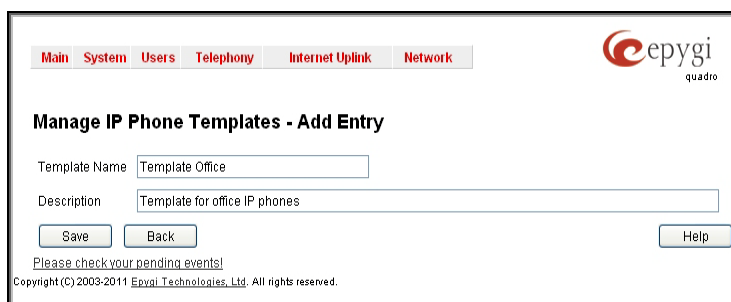 Main System Users Telephony Internet Uplink Network
epygi
quadro
Manage IP Phone Templates - Add Entry
Template Name Template Office
Description Template for office IP phones
Save Back Help
Please check your pending events!
Copyright (C) 2003-2011 Epygi Technologies, Ltd. All rights reserved.